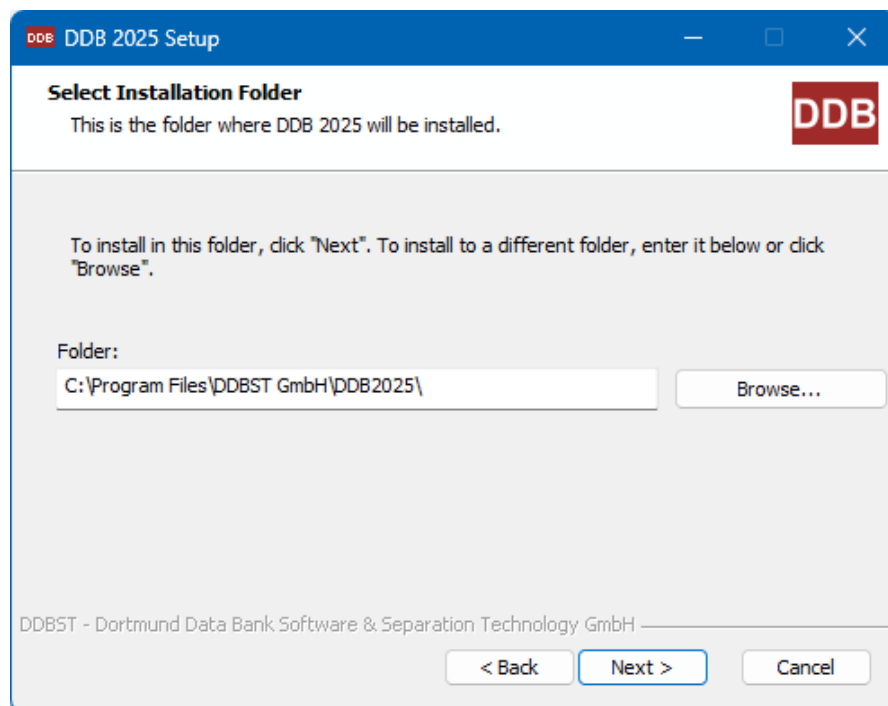 DDB DDB 2025 Setup
Select Installation Folder
This is the folder where DDB 2025 will be installed.
DDB
To install in this folder, click "Next". To install to a different folder, enter it below or click
"Browse".
Folder:
C:\Program Files\DDBST GmbH\DDB2025\
Browse...
DDBST - Dortmund Data Bank Software & Separation Technology GmbH
< Back Next > Cancel